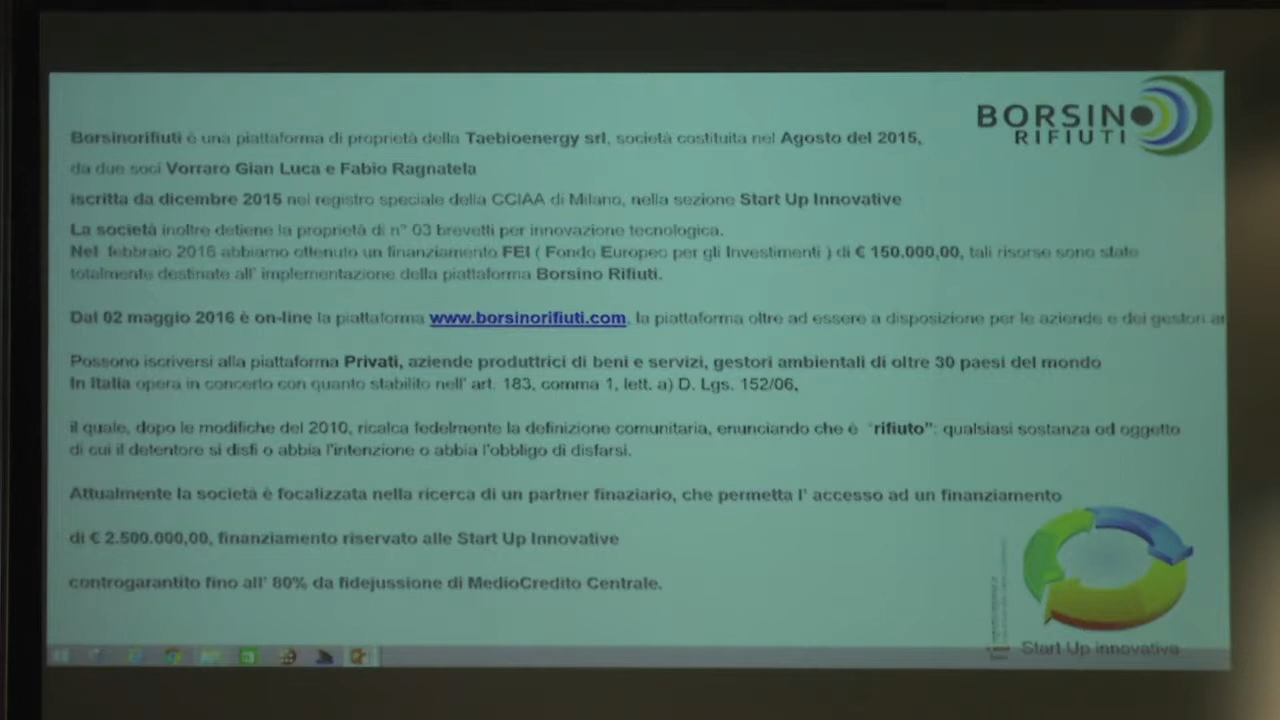 BORSINO
RIFIUTI
Borsinorifiuti è una piattaforma di proprietà della Taebioenergy srl, società costituita nel Agosto del 2015,
da due soci Vorraro Gian Luca e Fabio Ragnatela
iscritta da dicembre 2015 nel registro speciale della CCIAA di Milano, nella sezione Start Up Innovative
La società inoltre detiene la proprietà di n° 03 brevetti per innovazione tecnologica.
Nel febbraio 2016 abbiamo ottenuto un finanziamento FEI ( Fondo Europeo per gli Investimenti ) di € 150.000,00, tali risorse sono state
totalmente destinate all' implementazione della piattaforma Borsino Rifiuti.
Dal 02 maggio 2016 è on-line la piattaforma www.borsinorifiuti.com, la piattaforma oltre ad essere a disposizione per le aziende e dei gestori
Possono iscriversi alla piattaforma Privati, aziende produttrici di beni e servizi, gestori ambientali di oltre 30 paesi del mondo
In Italia opera in concerto con quanto stabilito nell' art. 183, comma 1, lett. a) D. Lgs. 152/06,
il quale, dopo le modifiche del 2010, ricalca fedelmente la definizione comunitaria, enunciando che è "rifiuto": qualsiasi sostanza od oggetto
di cui il detentore si disfi o abbia l'intenzione o abbia l'obbligo di disfarsi.
Attualmente la società è focalizzata nella ricerca di un partner finaziario, che permetta l' accesso ad un finanziamento
di € 2.500.000,00, finanziamento riservato alle Start Up Innovative
controgarantito fino all' 80% da fidejussione di MedioCredito Centrale.
Start Up Innovativa